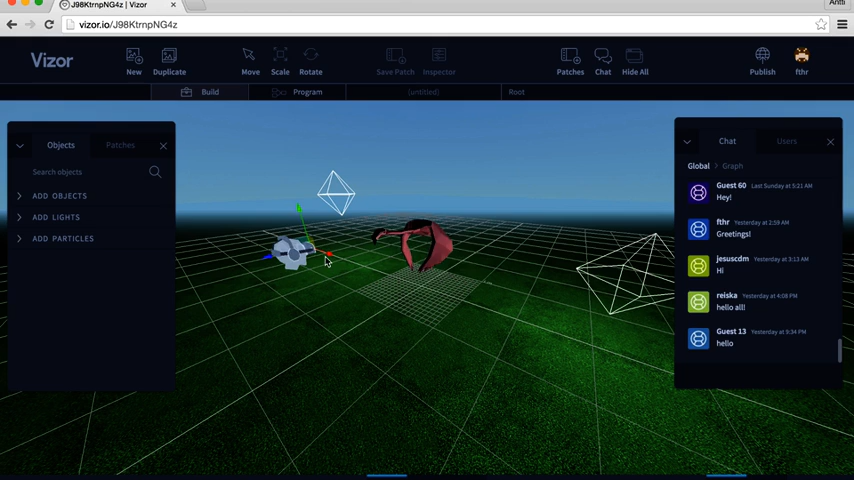 J98KtrnpNG4z | Vizor
Antti
vizor.io/J98KtrnpNG4z
Vizor
New Duplicate Move Scale Rotate Save Patch Inspector Patches Chat Hide All Publish fthr
Build Program (untitled) Root
Objects Patches
Search objects
ADD OBJECTS
ADD LIGHTS
ADD PARTICLES
Chat Users
Global > Graph
Guest 60 Last Sunday at 5:21 AM
Hey!
fthr Yesterday at 2:59 AM
Greetings!
jesuscdm Yesterday at 5:13 AM
Hi
reiska Yesterday at 4:08 PM
hello all!
Guest 13 Yesterday at 9:34 PM
hello